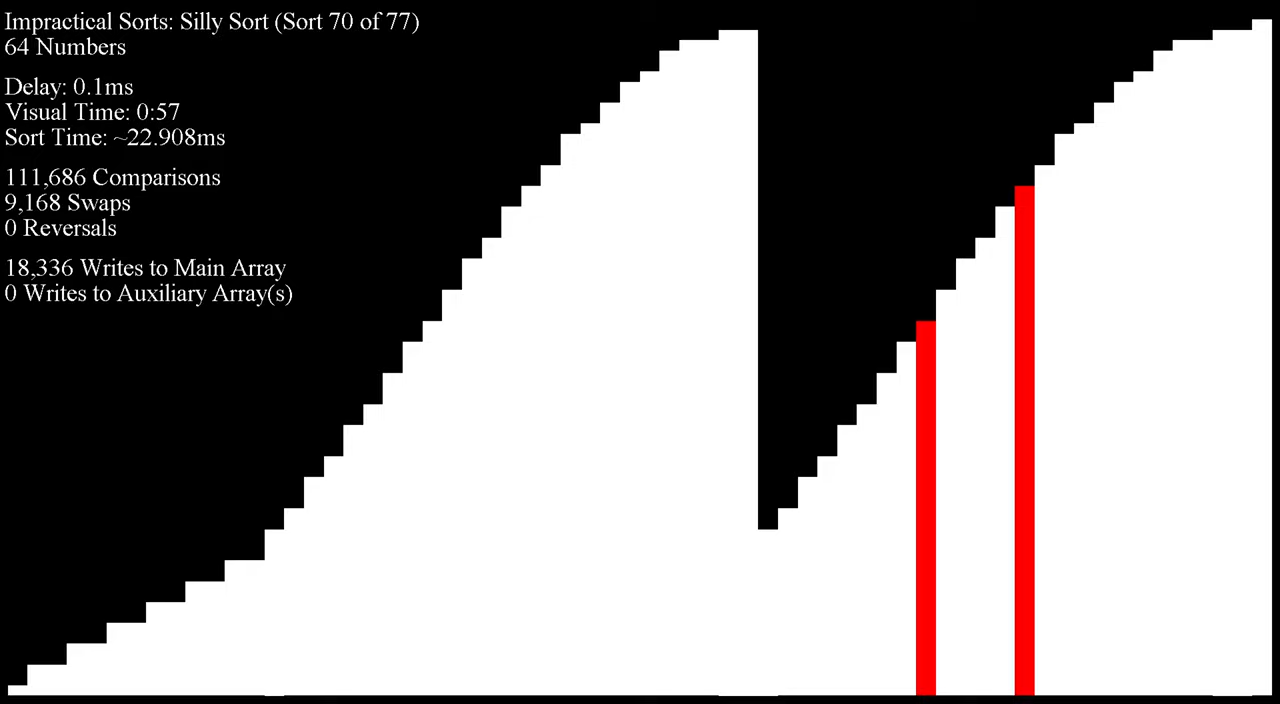 Impractical Sorts: Silly Sort (Sort 70 of 77)
64 Numbers
Delay: 0.1ms
Visual Time: 0:57
Sort Time: ~22.908ms
111,686 Comparisons
9,168 Swaps
0 Reversals
18,336 Writes to Main Array
0 Writes to Auxiliary Array(s)